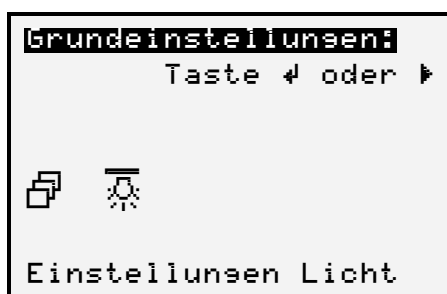 Grundeinstellungen:
Taste ↲ oder ▶
Einstellungen Licht